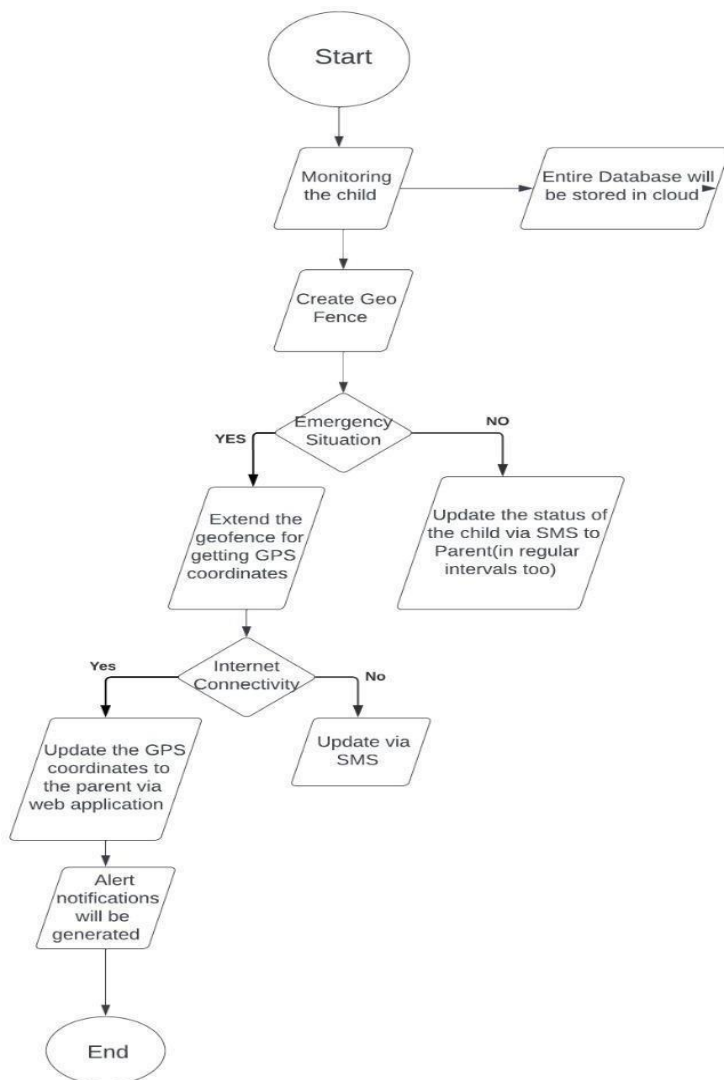 Start
Monitoring
the child
Entire Database will
be stored in cloud
Create Geo
Fence
Emergency
Situation
YES
NO
Extend the
geofence for
getting GPS
coordinates
Update the status of
the child via SMS to
Parent(in regular
intervals too)
Internet
Connectivity
Yes
No
Update the GPS
coordinates to
the parent via
web application
Update via
SMS
Alert
notifications
will be
generated
End